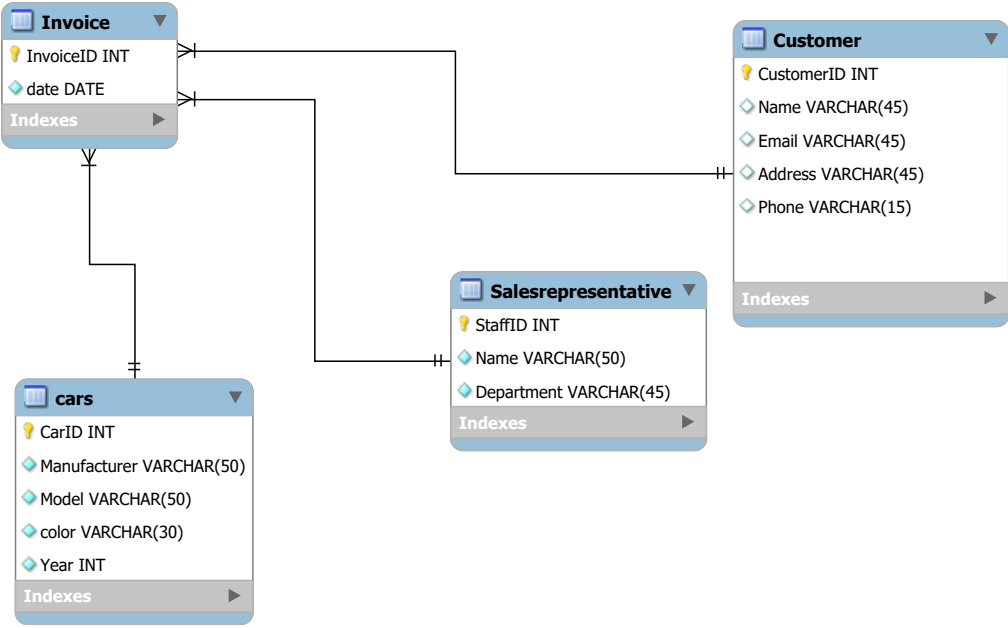 Invoice
InvoiceID INT
date DATE
Indexes
Customer
CustomerID INT
Name VARCHAR(45)
Email VARCHAR(45)
Address VARCHAR(45)
Phone VARCHAR(15)
Indexes
Salesrepresentative
StaffID INT
Name VARCHAR(50)
Department VARCHAR(45)
Indexes
cars
CarID INT
Manufacturer VARCHAR(50)
Model VARCHAR(50)
color VARCHAR(30)
Year INT
Indexes